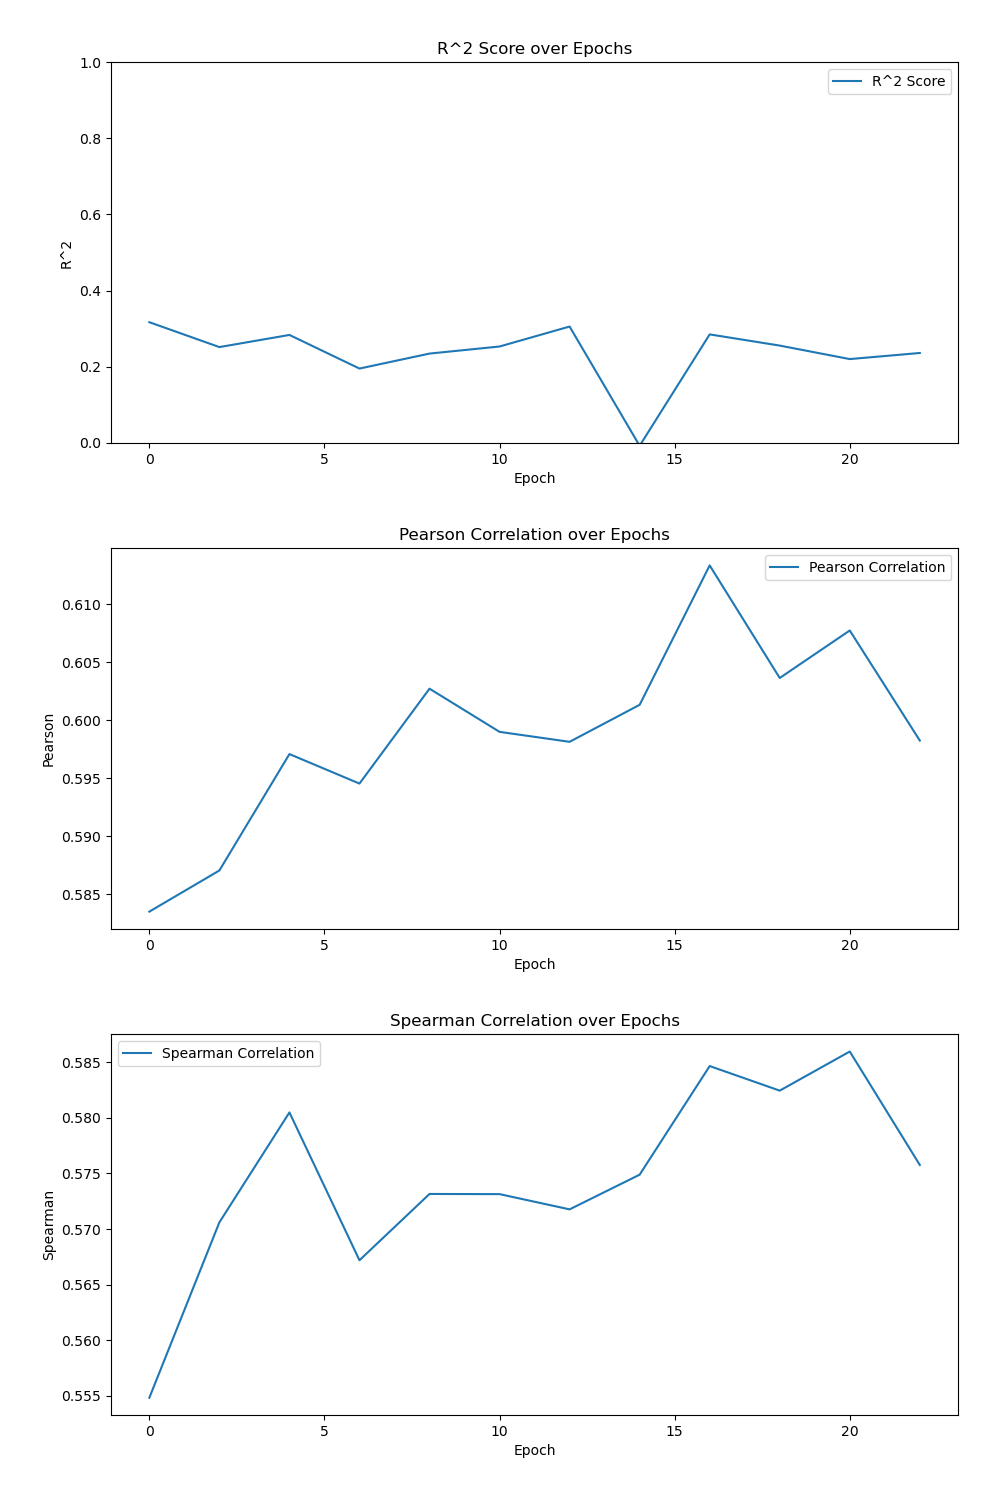 R^2 Score over Epochs
1.0
R^2 Score
0.8
0.6
R^2
0.4
0.2
0.0
0 5 10 15 20
Epoch
Pearson Correlation over Epochs
Pearson Correlation
0.610
0.605
0.600
Pearson
0.595
0.590
0.585
0 5 10 15 20
Epoch
Spearman Correlation over Epochs
Spearman Correlation
0.585
0.580
0.575
0.570
Spearman
0.565
0.560
0.555
0 5 10 15 20
Epoch